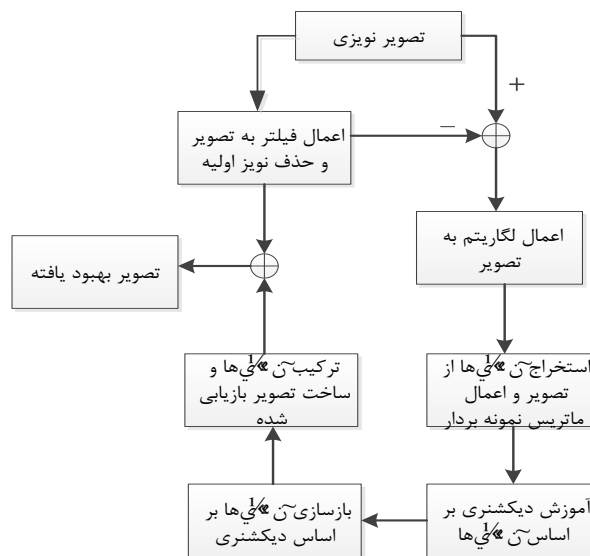 تصویر نویزی
+
اعمال فیلتر به تصویر
و حذف نویز اولیه
−
اعمال لگاریتم به
تصویر
تصویر بهبود یافته
استخراج ها از
تصویر و اعمال
ماتریس نمونه بردار
ترکیب ها و
ساخت تصویر بازیابی
شده
آموزش دیکشنری بر
اساس ها
بازسازی ها بر
اساس دیکشنری